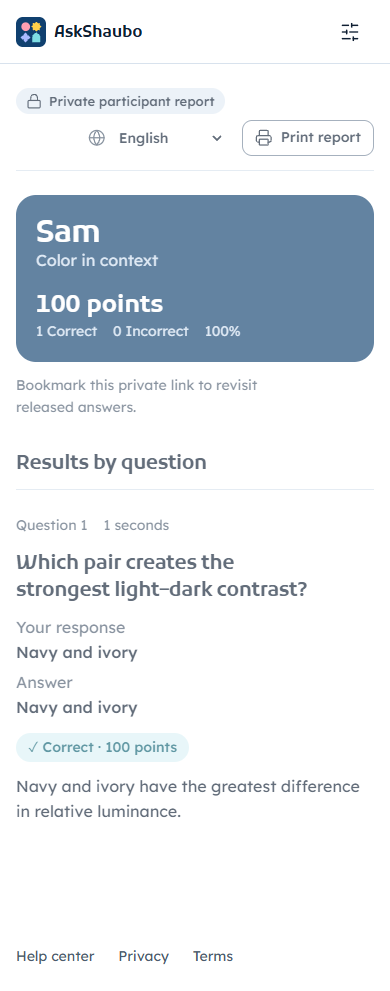 AskShaubo
Private participant report
English
Print report
Sam
Color in context
100 points
1 Correct 0 Incorrect 100%
Bookmark this private link to revisit
released answers.
Results by question
Question 1 1 seconds
Which pair creates the
strongest light–dark contrast?
Your response
Navy and ivory
Answer
Navy and ivory
✓ Correct · 100 points
Navy and ivory have the greatest difference
in relative luminance.
Help center Privacy Terms